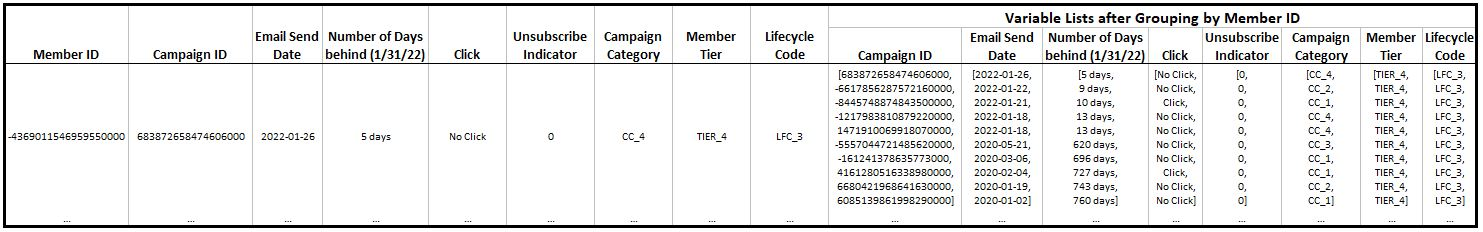 Variable Lists after Grouping by Member ID
Member ID Campaign ID Email Send Date Number of Days behind (1/31/22) Click Unsubscribe Indicator Campaign Category Member Tier Lifecycle Code Campaign ID Email Send Date Number of Days behind (1/31/22) Click Unsubscribe Indicator Campaign Category Member Tier Lifecycle Code
[683872658474606000, [2022-01-26, [5 days, [No Click, [0, [CC_4, [TIER_4, [LFC_3,
-6617856287572160000, 2022-01-22, 9 days, No Click, 0, CC_2, TIER_4, LFC_3,
-8445748874843500000, 2022-01-21, 10 days, Click, 0, CC_1, TIER_4, LFC_3,
-1217983810879220000, 2022-01-18, 13 days, No Click, 0, CC_4, TIER_4, LFC_3,
-4369011546959550000 683872658474606000 2022-01-26 5 days No Click 0 CC_4 TIER_4 LFC_3 1471910069918070000, 2022-01-18, 13 days, No Click, 0, CC_4, TIER_4, LFC_3,
-5557044721485620000, 2020-05-21, 620 days, No Click, 0, CC_3, TIER_4, LFC_3,
-161241378635773000, 2020-03-06, 696 days, No Click, 0, CC_1, TIER_4, LFC_3,
4161280516338980000, 2020-02-04, 727 days, Click, 0, CC_1, TIER_4, LFC_3,
6680421968641630000, 2020-01-19, 743 days, No Click, 0, CC_2, TIER_4, LFC_3,
6085139861998290000] 2020-01-02] 760 days] No Click] 0] CC_1] TIER_4] LFC_3]
... ... ... ... ... ... ... ... ... ... ... ... ... ... ... ... ...